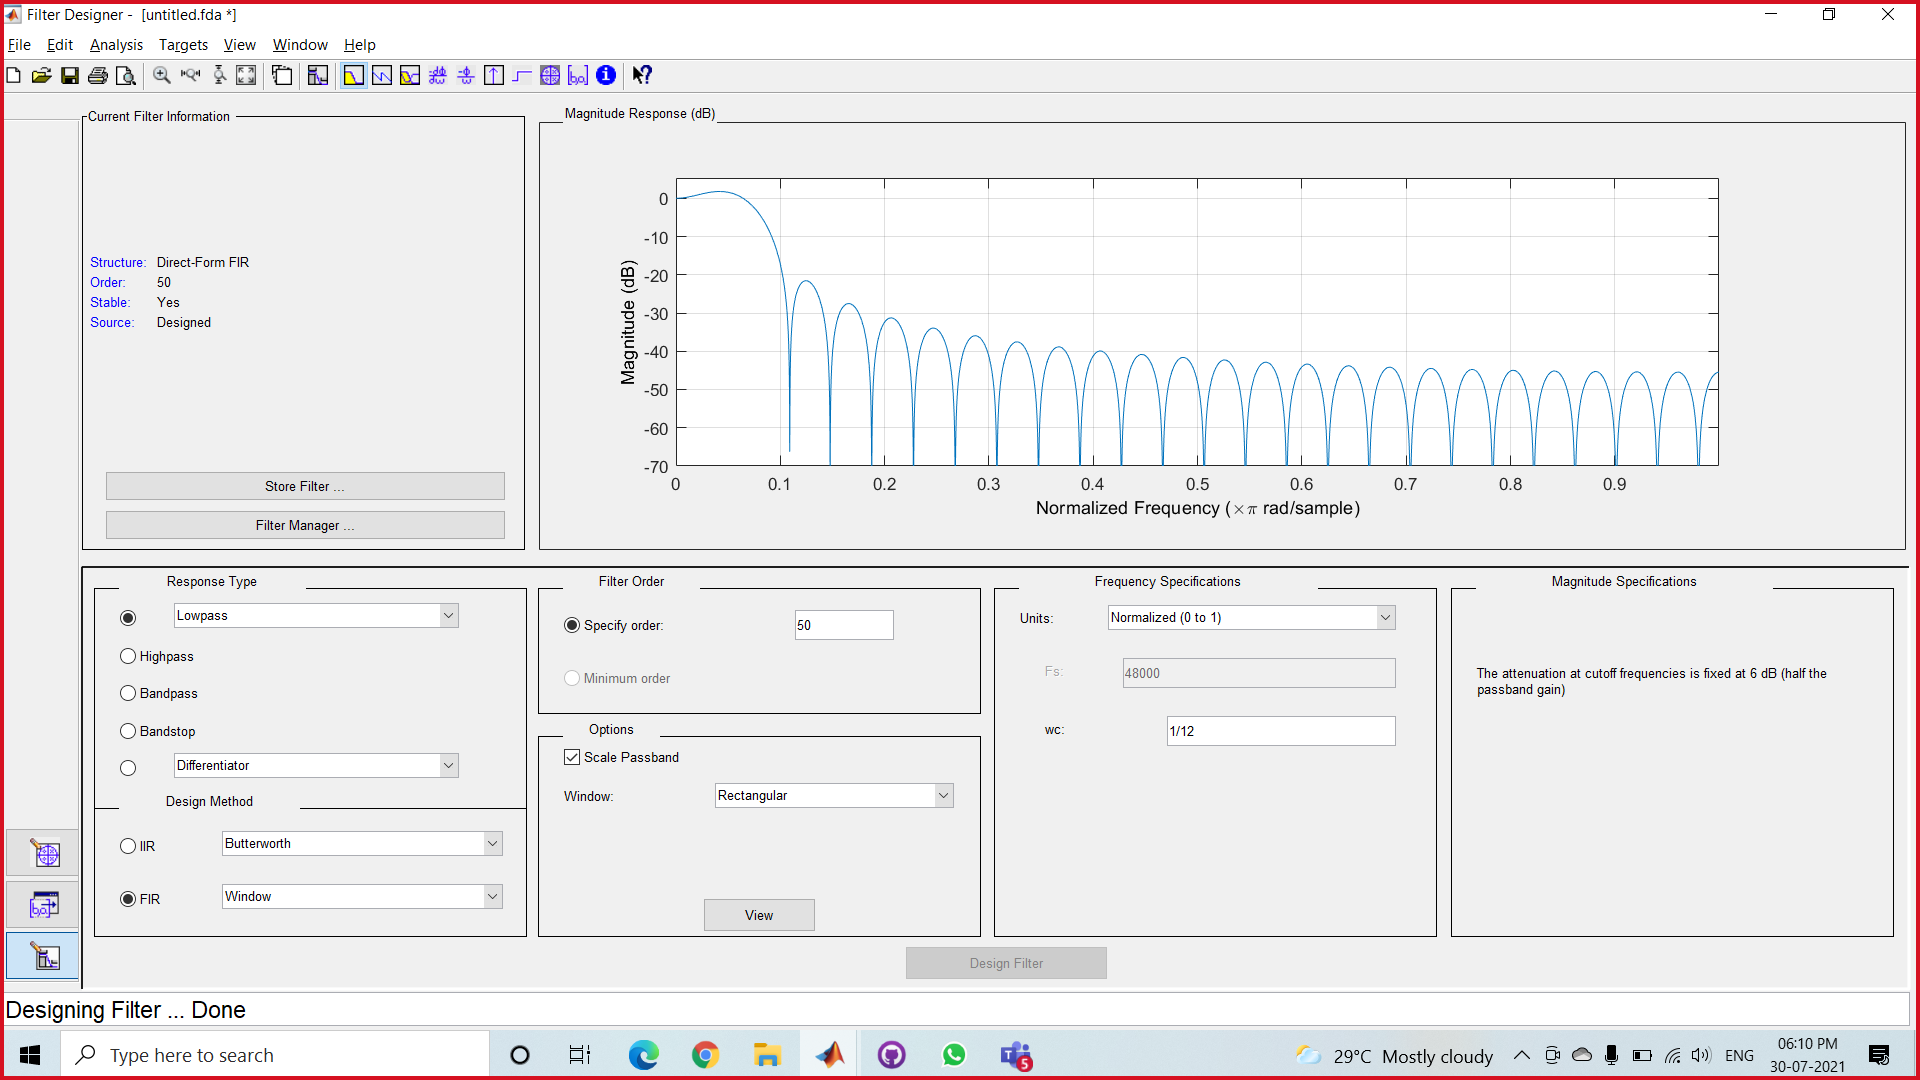 Filter Designer - [untitled.fda *]
File Edit Analysis Targets View Window Help
Current Filter Information
Structure: Direct-Form FIR
Order: 50
Stable: Yes
Source: Designed
Store Filter ...
Filter Manager ...
Magnitude Response (dB)
Magnitude (dB)
0
-10
-20
-30
-40
-50
-60
-70
0 0.1 0.2 0.3 0.4 0.5 0.6 0.7 0.8 0.9
Normalized Frequency (×π rad/sample)
Response Type
Lowpass
Highpass
Bandpass
Bandstop
Differentiator
Design Method
IIR Butterworth
FIR Window
Filter Order
Specify order: 50
Minimum order
Options
Scale Passband
Window: Rectangular
View
Frequency Specifications
Units: Normalized (0 to 1)
Fs: 48000
wc: 1/12
Magnitude Specifications
The attenuation at cutoff frequencies is fixed at 6 dB (half the
passband gain)
Design Filter
Designing Filter ... Done
Type here to search
5
29°C Mostly cloudy
ENG
06:10 PM
30-07-2021